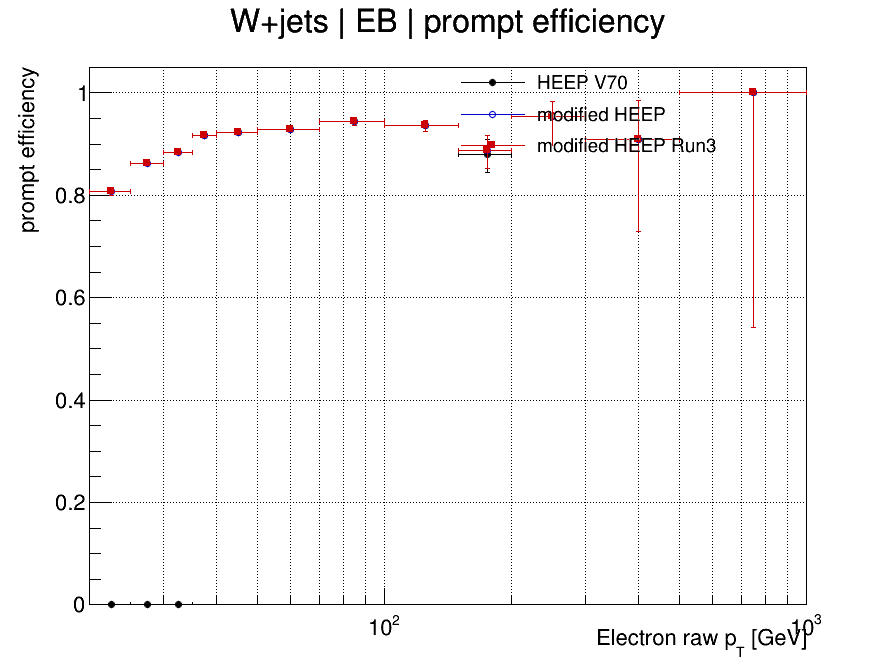 W+jets | EB | prompt efficiency
prompt efficiency
HEEP V70
modified HEEP
modified HEEP Run3
1
0.8
0.6
0.4
0.2
0
10²
10³
Electron raw p_T [GeV]